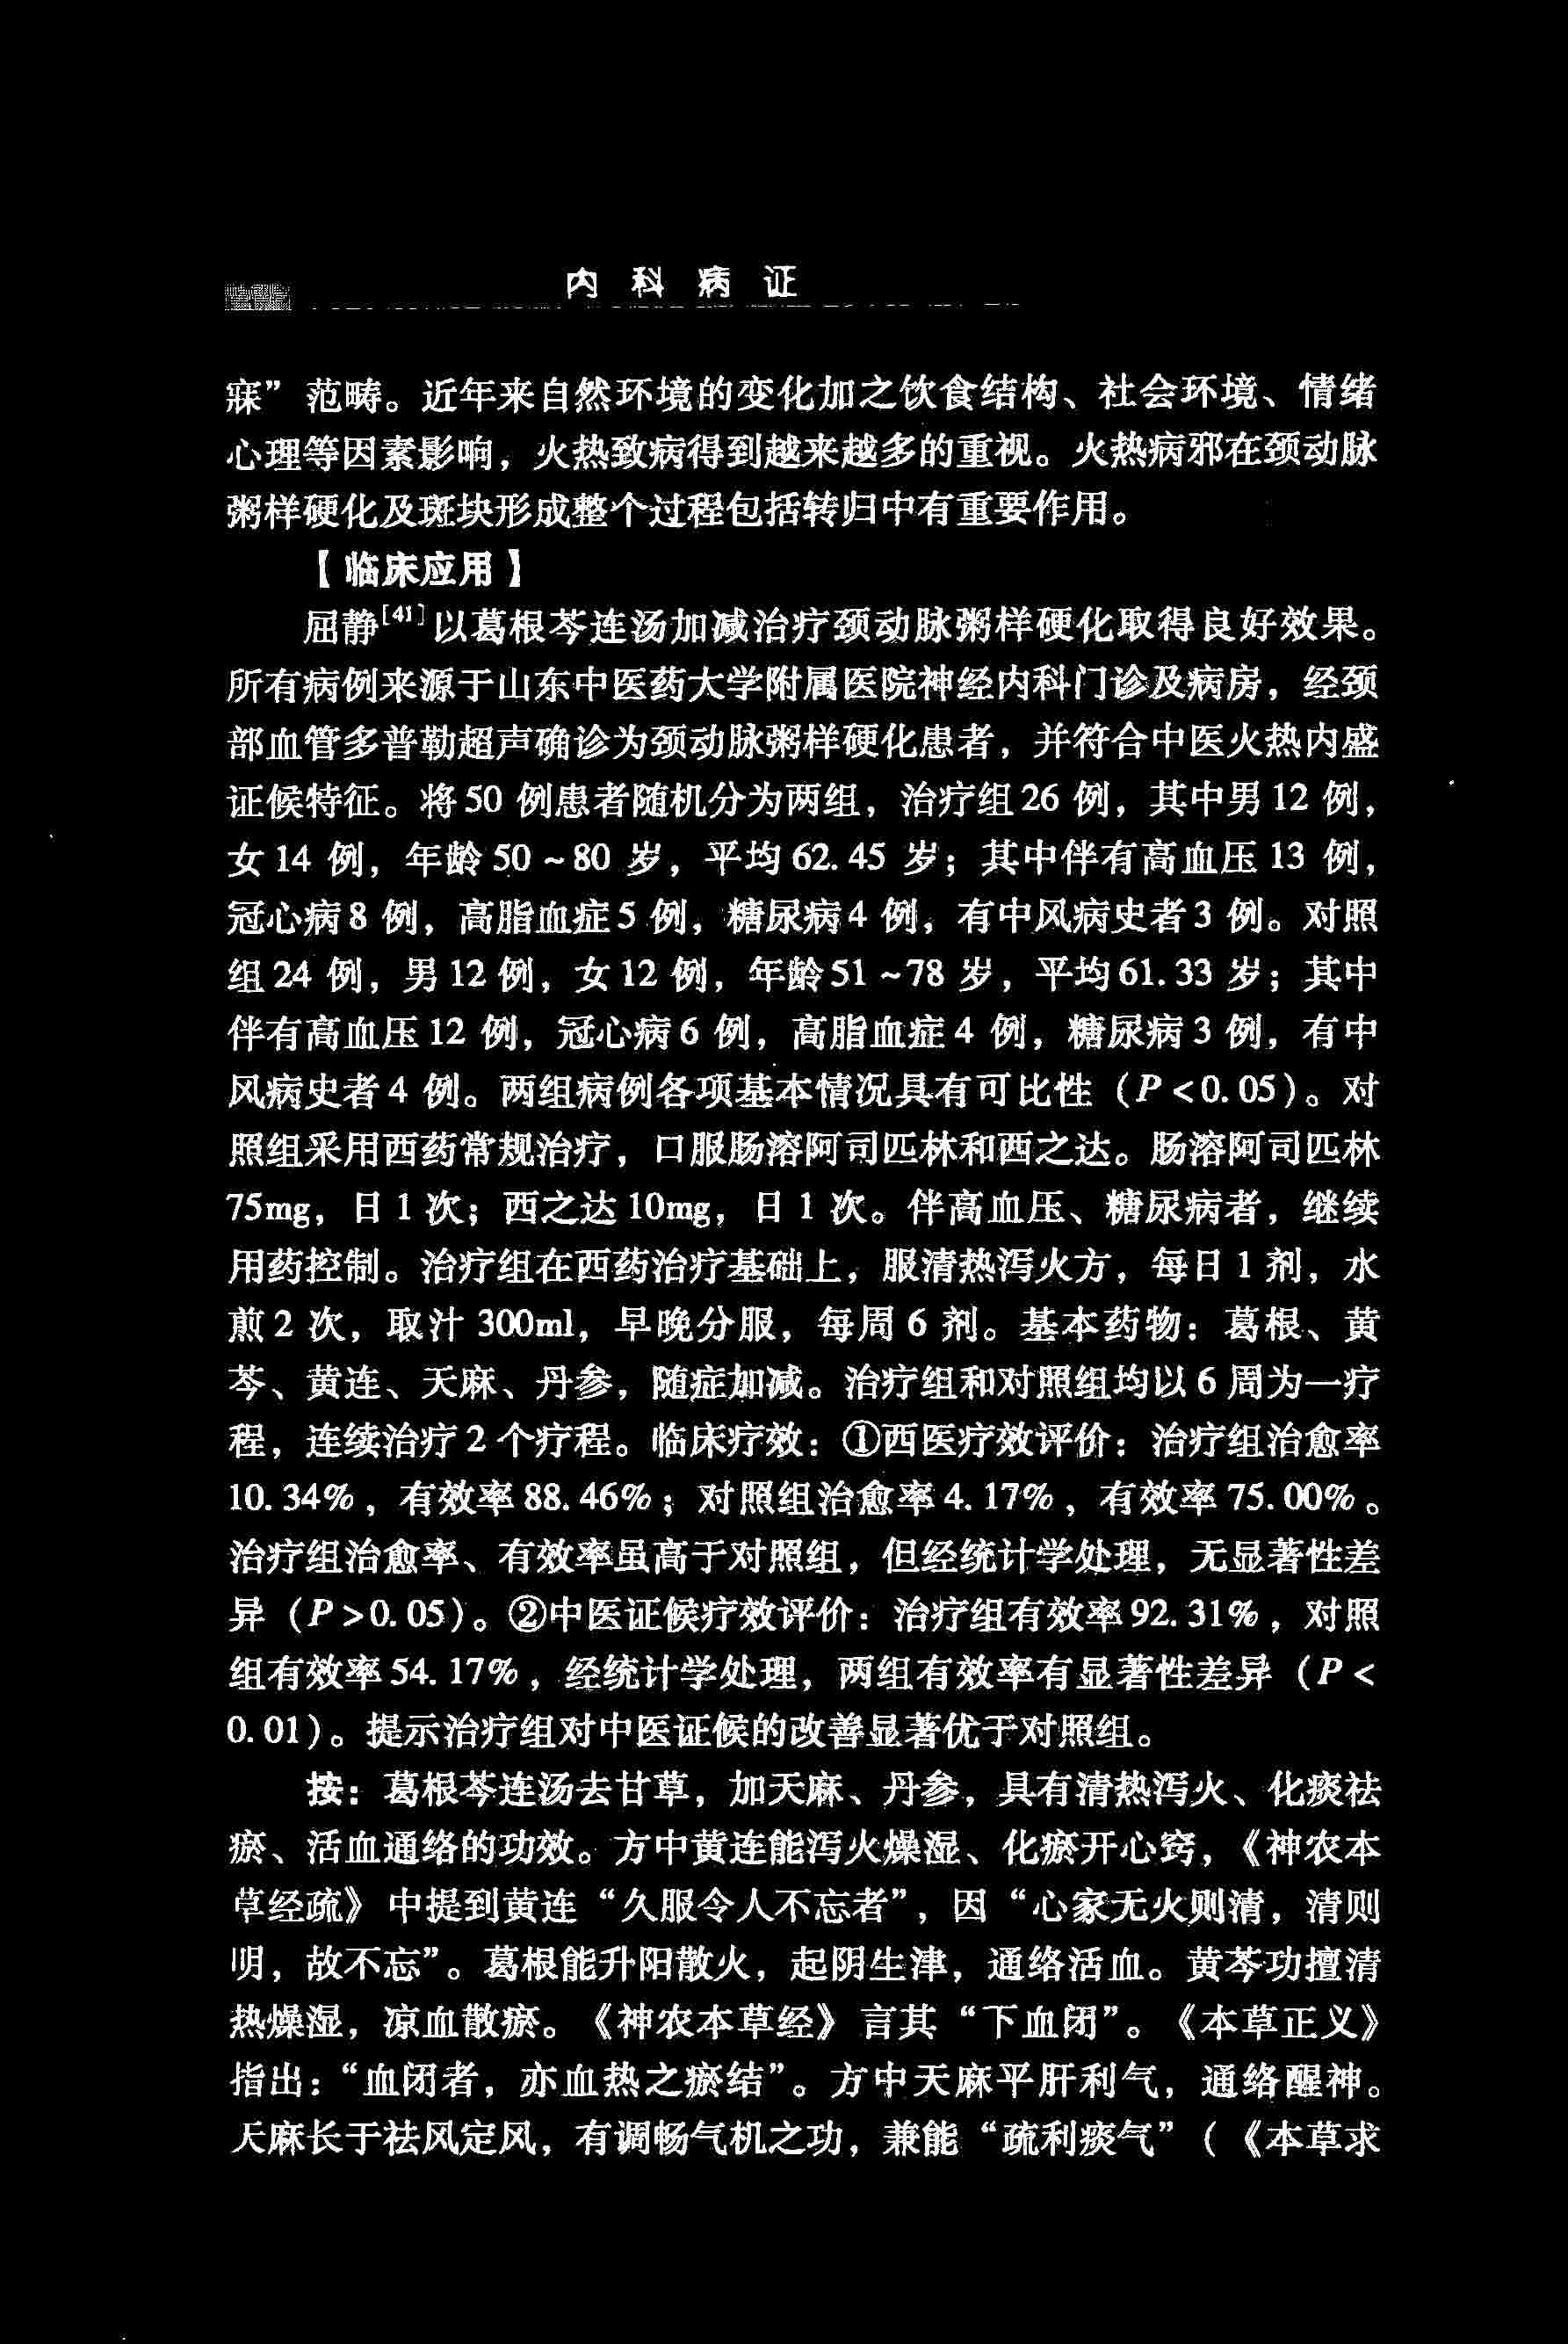 内科病证
寐”范畴。近年来自然环境的变化加之饮食结构、社会环境、情绪
心理等因素影响，火热致病得到越来越多的重视。火热病邪在颈动脉
粥样硬化及斑块形成整个过程包括转归中有重要作用。
【临床应用】
屈静[41]以葛根芩连汤加减治疗颈动脉粥样硬化取得良好效果。
所有病例来源于山东中医药大学附属医院神经内科门诊及病房，经颈
部血管多普勒超声确诊为颈动脉粥样硬化患者，并符合中医火热内盛
证候特征。将50 例患者随机分为两组，治疗组26 例，其中男12 例，
女14 例，年龄50～80 岁，平均62.45 岁；其中伴有高血压13 例，
冠心病8 例，高脂血症5 例，糖尿病4 例，有中风病史者3 例。对照
组24 例，男12例，女12 例，年龄51～78 岁，平均61.33 岁；其中
伴有高血压12 例，冠心病6 例，高脂血症4 例，糖尿病3 例，有中
风病史者4 例。两组病例各项基本情况具有可比性（P<0.05）。对
照组采用西药常规治疗，口服肠溶阿司匹林和西之达。肠溶阿司匹林
75mg，日1次；西之达10mg，日1次。伴高血压、糖尿病者，继续
用药控制。治疗组在西药治疗基础上，服清热泻火方，每日1剂，水
煎2次，取汁300ml，早晚分服，每周6剂。基本药物：葛根、黄
芩、黄连、天麻、丹参，随症加减。治疗组和对照组均以6周为一疗
程，连续治疗2个疗程。临床疗效：①西医疗效评价：治疗组治愈率
10.34%，有效率88.46%；对照组治愈率4.17%，有效率75.00%。
治疗组治愈率、有效率虽高于对照组，但经统计学处理，无显著性差
异（P>0.05）。②中医证候疗效评价：治疗组有效率92.31%，对照
组有效率54.17%，经统计学处理，两组有效率有显著性差异（P<
0.01）。提示治疗组对中医证候的改善显著优于对照组。
按：葛根芩连汤去甘草，加天麻、丹参，具有清热泻火、化痰祛
瘀、活血通络的功效。方中黄连能泻火燥湿、化瘀开心窍，《神农本
草经疏》中提到黄连“久服令人不忘者”，因“心家无火则清，清则
明，故不忘”。葛根能升阳散火，起阴生津，通络活血。黄芩功擅清
热燥湿，凉血散瘀。《神农本草经》言其“下血闭”。《本草正义》
指出：“血闭者，亦血热之瘀结”。方中天麻平肝利气，通络醒神。
天麻长于祛风定风，有调畅气机之功，兼能“疏利痰气”（《本草求